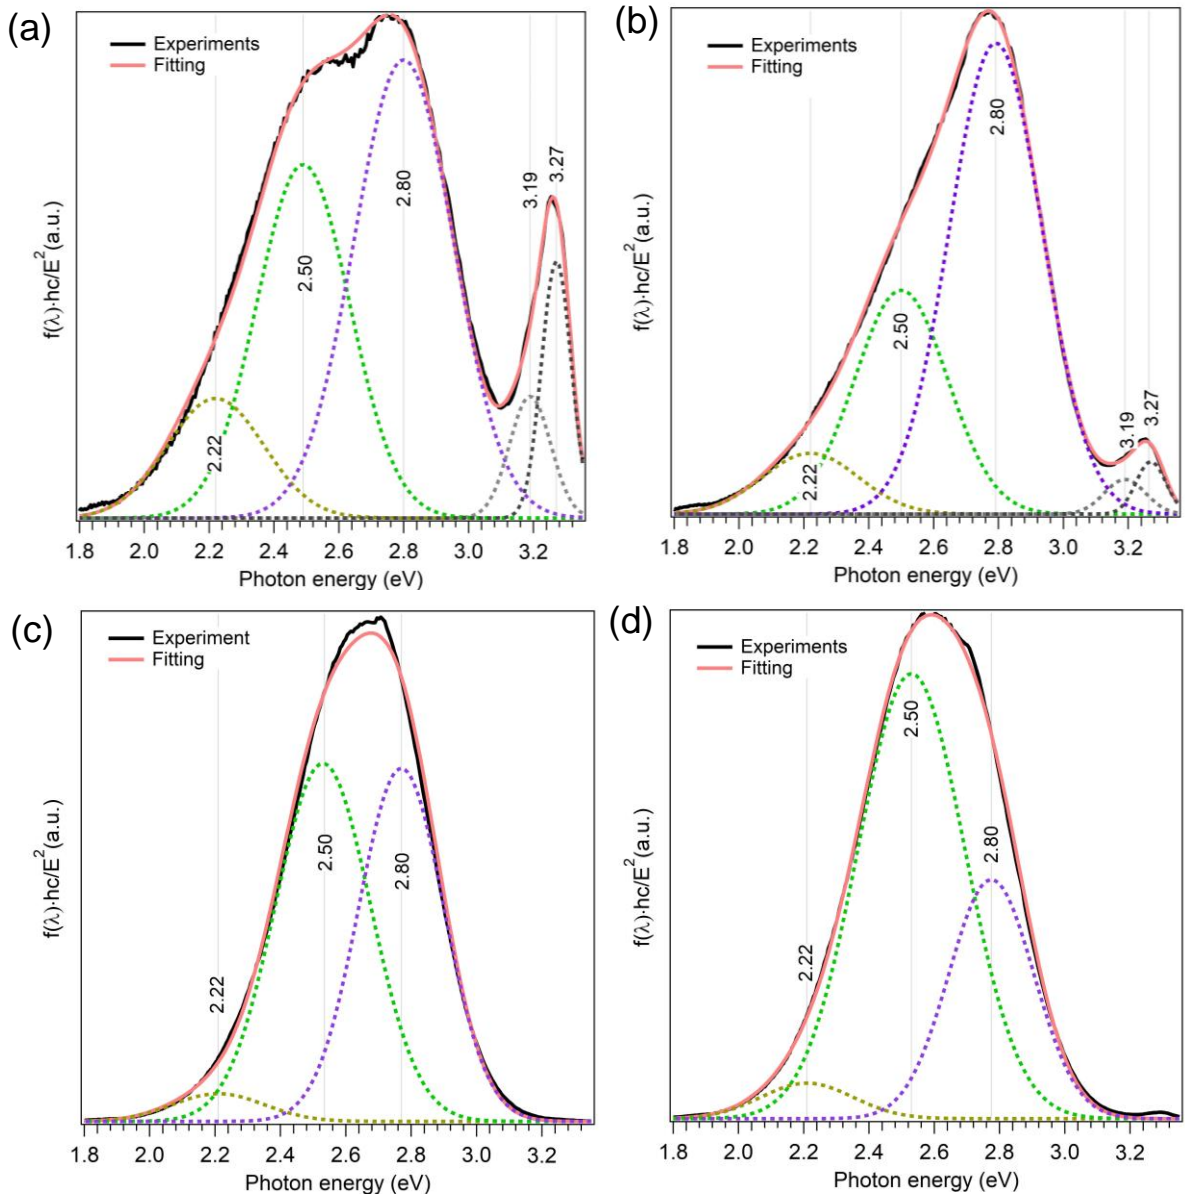 (a)
Experiments
Fitting
f(λ)·hc/E² (a.u.)
2.22
2.50
2.80
3.19
3.27
1.8 2.0 2.2 2.4 2.6 2.8 3.0 3.2
Photon energy (eV)
(b)
Experiments
Fitting
f(λ)·hc/E² (a.u.)
2.22
2.50
2.80
3.19
3.27
1.8 2.0 2.2 2.4 2.6 2.8 3.0 3.2
Photon energy (eV)
(c)
Experiment
Fitting
f(λ)·hc/E² (a.u.)
2.22
2.50
2.80
1.8 2.0 2.2 2.4 2.6 2.8 3.0 3.2
Photon energy (eV)
(d)
Experiments
Fitting
f(λ)·hc/E² (a.u.)
2.22
2.50
2.80
1.8 2.0 2.2 2.4 2.6 2.8 3.0 3.2
Photon energy (eV)